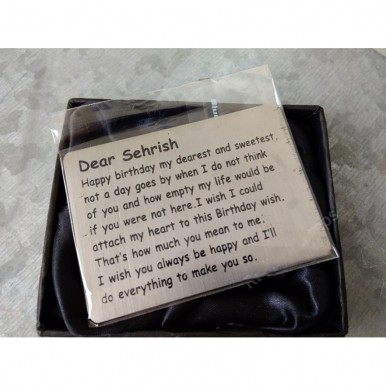 Dear Sehrish
Happy birthday my dearest and sweetest,
not a day goes by when I do not think
of you and how empty my life would be
if you were not here.I wish I could
attach my heart to this Birthday wish.
That's how much you mean to me.
I wish you always be happy and I'll
do everything to make you so.